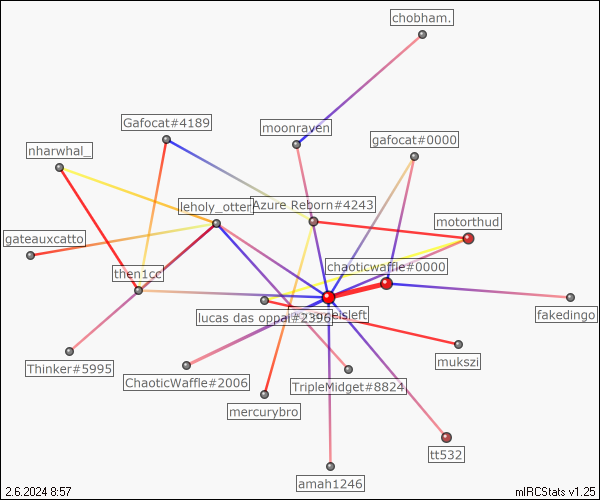 chobham.
Gafocat#4189
moonraven
gafocat#0000
nharwhal_
leholy_otter
Azure Reborn#4243
motorthud
gateauxcatto
chaoticwaffle#0000
then1cc
lucas das oppai#2396
elsleft
fakedingo
Thinker#5995
ChaoticWaffle#2006
TripleMidget#8824
mukszi
mercurybro
tt532
amah1246
2.6.2024 8:57
mIRCStats v1.25